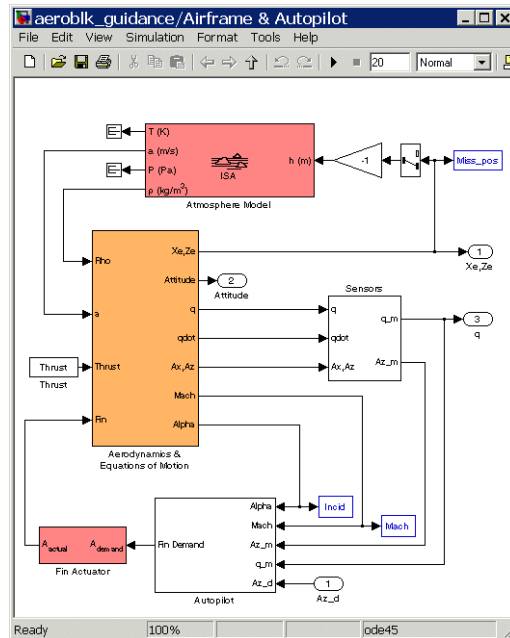 aeroblk_guidance/Airframe & Autopilot
File Edit View Simulation Format Tools Help
20 Normal
T (K)
a (m/s)
P (Pa)
ρ (kg/m³)
ISA
h (m)
Atmosphere Model
-1
Miss_pos
1
Xe,Ze
Rho
a
Thrust
Fin
Xe,Ze
Attitude
q
qdot
Ax,Az
Mach
Alpha
Aerodynamics &
Equations of Motion
2
Attitude
Thrust
Thrust
Sensors
q
qdot
Ax,Az
q_m
Az_m
3
q
Incid
Mach
Alpha
Mach
Az_m
q_m
Az_d
Fin Demand
Autopilot
1
Az_d
A actual
A demand
Fin Actuator
Ready 100% ode45